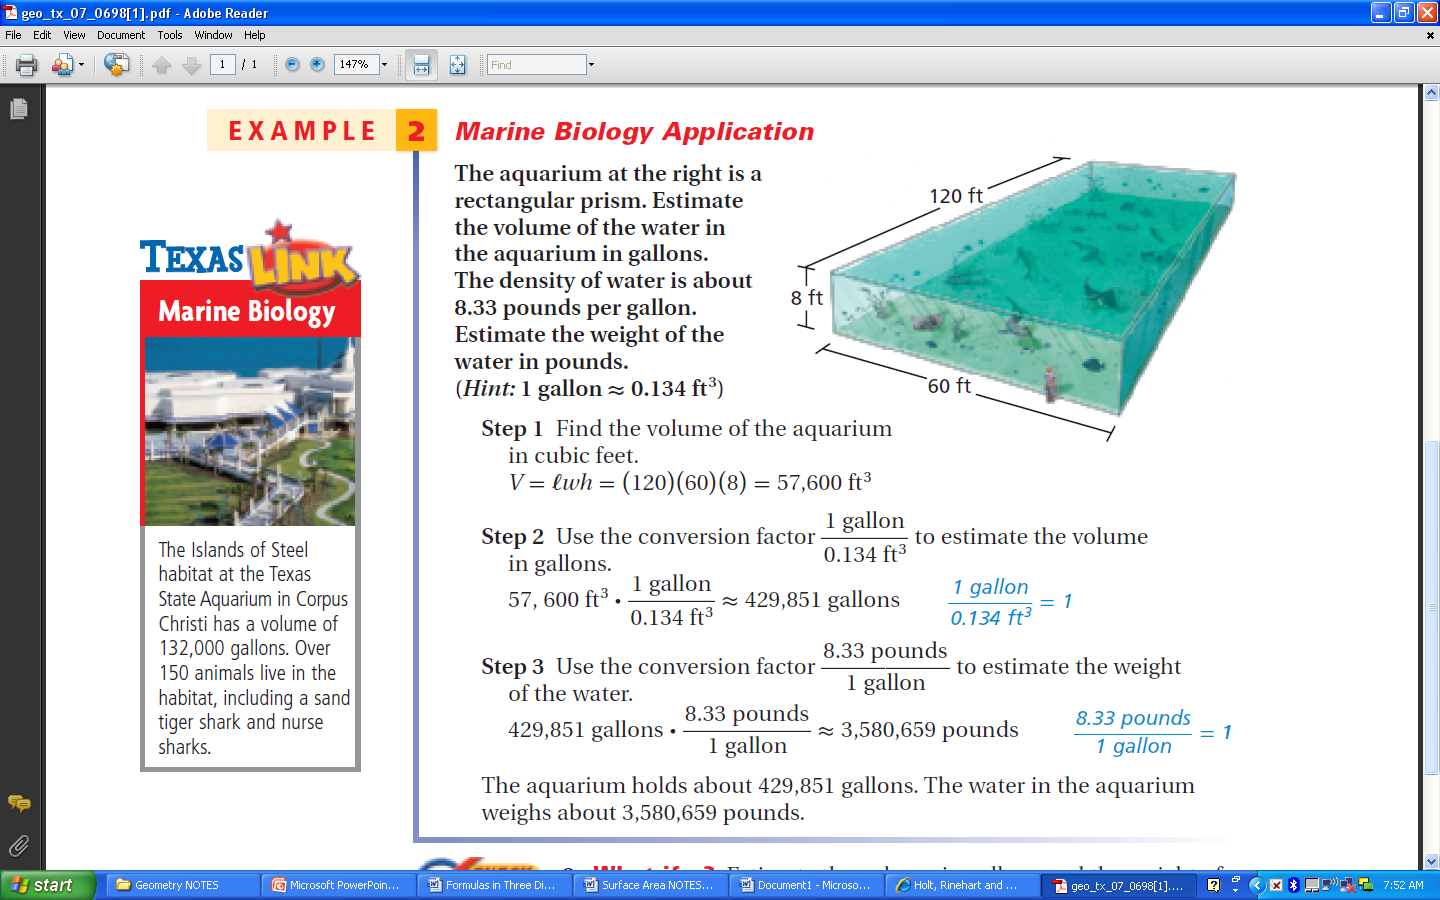 geo_tx_07_0698[1].pdf - Adobe Reader
File Edit View Document Tools Window Help
1 / 1 147% Find
EXAMPLE 2 Marine Biology Application
The aquarium at the right is a
rectangular prism. Estimate
the volume of the water in
the aquarium in gallons.
The density of water is about
8.33 pounds per gallon.
Estimate the weight of the
water in pounds.
(Hint: 1 gallon ≈ 0.134 ft³)
120 ft
8 ft
60 ft
Step 1 Find the volume of the aquarium
in cubic feet.
V = ℓwh = (120)(60)(8) = 57,600 ft³
Step 2 Use the conversion factor 1 gallon / 0.134 ft³ to estimate the volume
in gallons.
57, 600 ft³ • 1 gallon / 0.134 ft³ ≈ 429,851 gallons 1 gallon / 0.134 ft³ = 1
Step 3 Use the conversion factor 8.33 pounds / 1 gallon to estimate the weight
of the water.
429,851 gallons • 8.33 pounds / 1 gallon ≈ 3,580,659 pounds 8.33 pounds / 1 gallon = 1
The aquarium holds about 429,851 gallons. The water in the aquarium
weighs about 3,580,659 pounds.
TEXAS LINK
Marine Biology
The Islands of Steel
habitat at the Texas
State Aquarium in Corpus
Christi has a volume of
132,000 gallons. Over
150 animals live in the
habitat, including a sand
tiger shark and nurse
sharks.
start Geometry NOTES Microsoft PowerPoin... Formulas in Three Di... Surface Area NOTES... Document1 - Microso... Holt, Rinehart and ... geo_tx_07_0698[1].... 7:52 AM